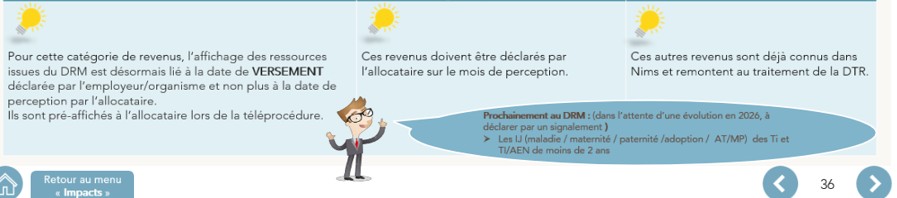 Pour cette catégorie de revenus, l'affichage des ressources
issues du DRM est désormais lié à la date de VERSEMENT
déclarée par l'employeur/organisme et non plus à la date de
perception par l'allocataire.
Ils sont pré-affichés à l'allocataire lors de la téléprocédure.
Ces revenus doivent être déclarés par
l'allocataire sur le mois de perception.
Ces autres revenus sont déjà connus dans
Nims et remontent au traitement de la DTR.
Prochainement au DRM : (dans l'attente d'une évolution en 2026, à
déclarer par un signalement )
➤ Les IJ (maladie / maternité / paternité /adoption / AT/MP) des Ti et
TI/AEN de moins de 2 ans
Retour au menu
« Impacts »
36